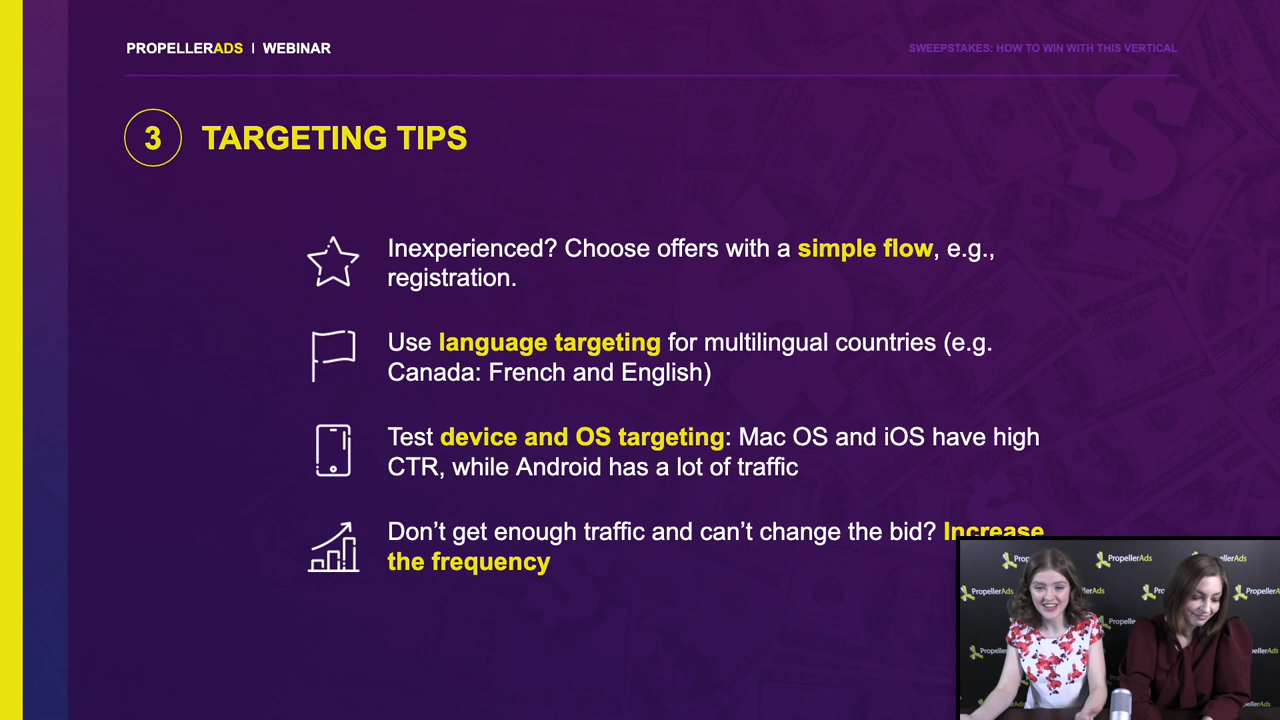 PROPELLERADS | WEBINAR
SWEEPSTAKES: HOW TO WIN WITH THIS VERTICAL
3 TARGETING TIPS
Inexperienced? Choose offers with a simple flow, e.g.,
registration.
Use language targeting for multilingual countries (e.g.
Canada: French and English)
Test device and OS targeting: Mac OS and iOS have high
CTR, while Android has a lot of traffic
Don’t get enough traffic and can’t change the bid? Increase
the frequency
PropellerAds
PropellerAds